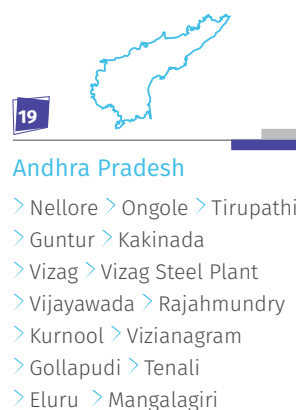 19
Andhra Pradesh
> Nellore > Ongole > Tirupathi
> Guntur > Kakinada
> Vizag > Vizag Steel Plant
> Vijayawada > Rajahmundry
> Kurnool > Vizianagram
> Gollapudi > Tenali
> Eluru > Mangalagiri